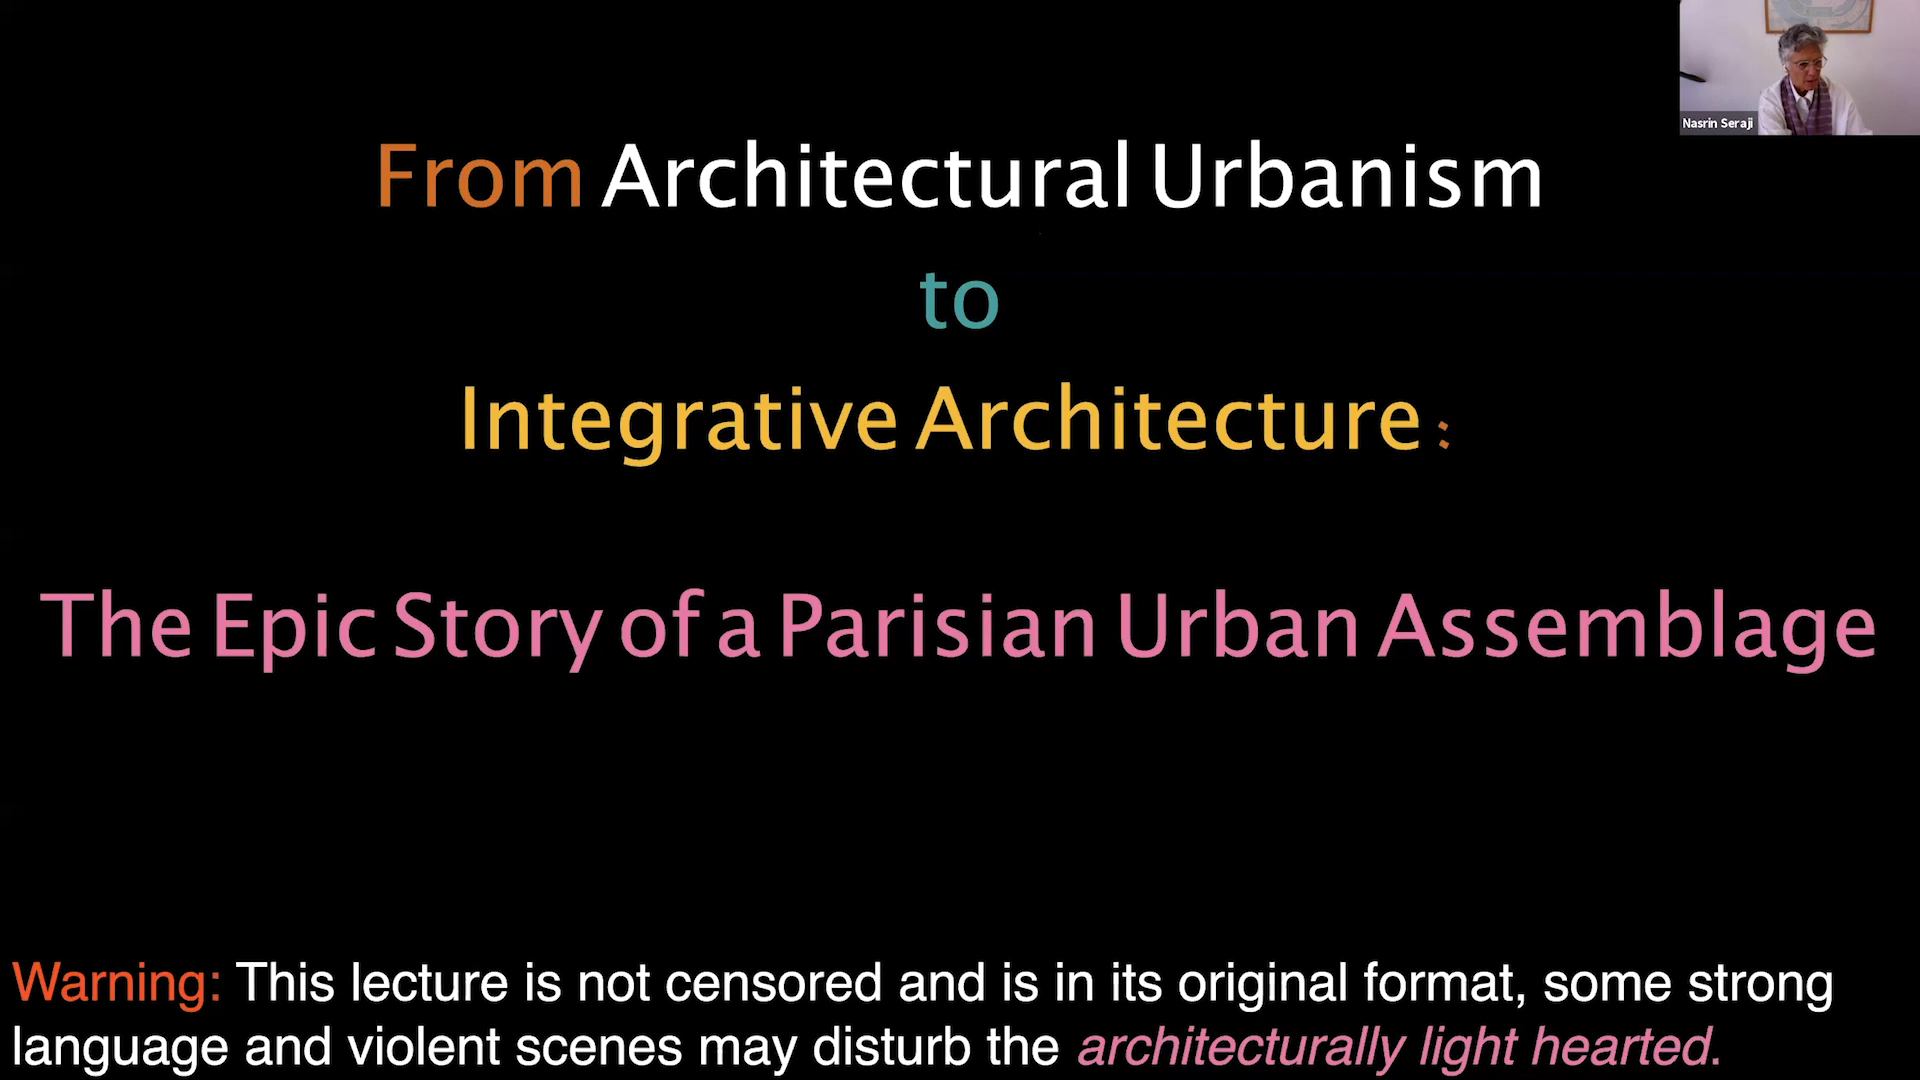 Nasrin Seraji
From Architectural Urbanism
to
Integrative Architecture :
The Epic Story of a Parisian Urban Assemblage
Warning: This lecture is not censored and is in its original format, some strong
language and violent scenes may disturb the architecturally light hearted.